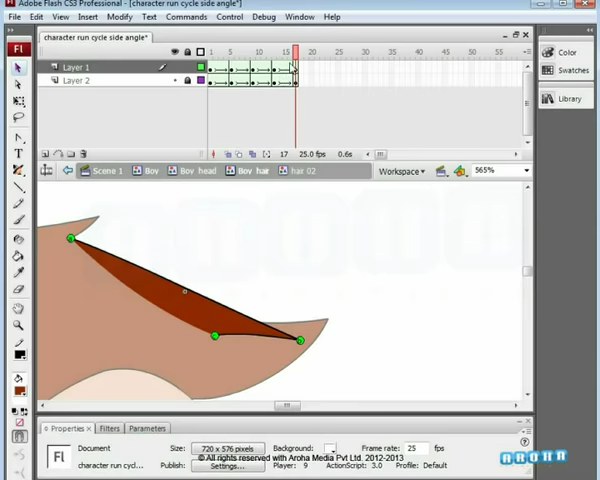 Adobe Flash CS3 Professional - [character run cycle side angle*]
File Edit View Insert Modify Text Commands Control Debug Window Help
Fl
character run cycle side angle*
1 5 10 15 20 25 30 35 40 45 50 55
Layer 1
Layer 2
17 25.0 fps 0.6s
Scene 1 Boy Boy head Boy hair hair 02 Workspace 565%
Color
Swatches
Library
T
Properties × Filters Parameters
Fl
Document Size: 720 x 576 pixels Background: Frame rate: 25 fps
character run cycl... Publish: Settings... Player: 9 ActionScript: 3.0 Profile: Default
© All rights reserved with Aroha Media Pvt Ltd. 2012-2013
AROHA